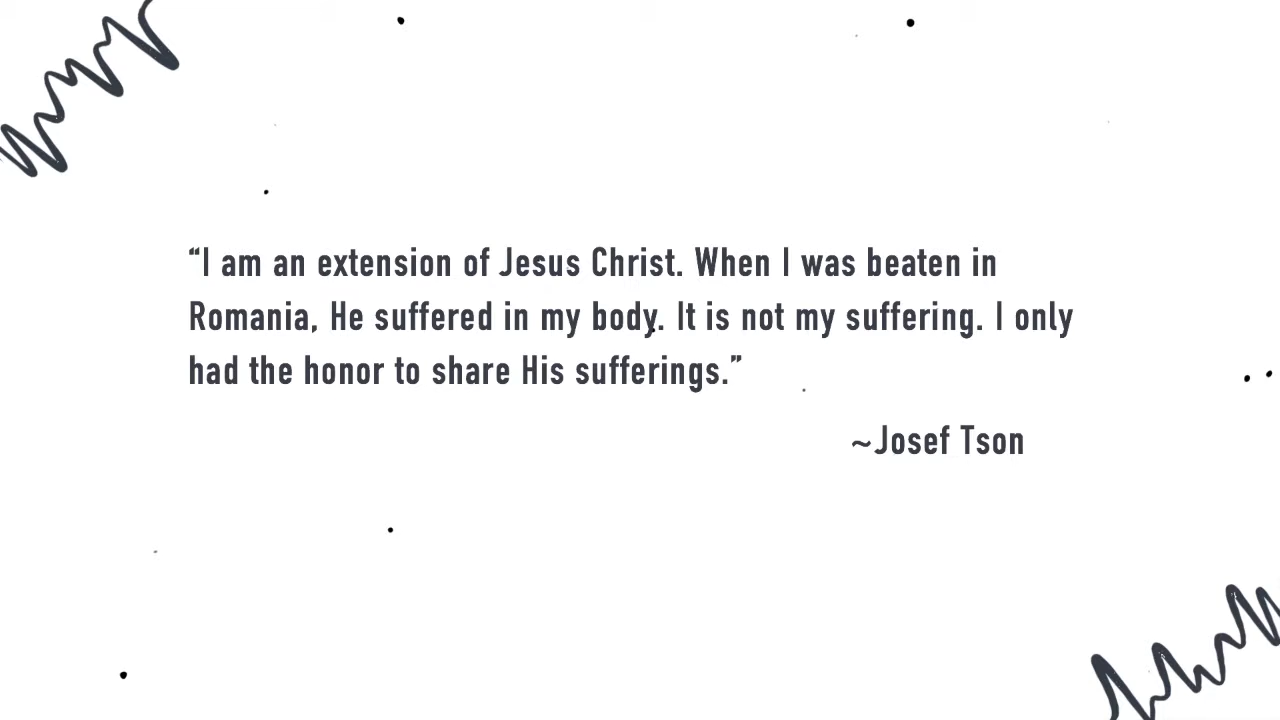 “I am an extension of Jesus Christ. When I was beaten in
Romania, He suffered in my body. It is not my suffering. I only
had the honor to share His sufferings.”
~Josef Tson